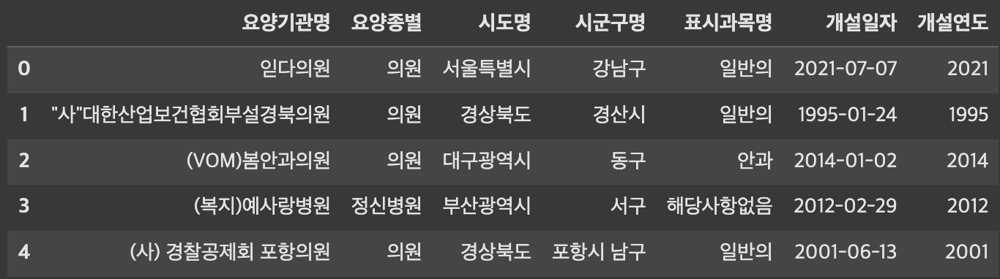 요양기관명 요양종별 시도명 시군구명 표시과목명 개설일자 개설연도
0 읻다의원 의원 서울특별시 강남구 일반의 2021-07-07 2021
1 "사"대한산업보건협회부설경북의원 의원 경상북도 경산시 일반의 1995-01-24 1995
2 (VOM)봄안과의원 의원 대구광역시 동구 안과 2014-01-02 2014
3 (복지)예사랑병원 정신병원 부산광역시 서구 해당사항없음 2012-02-29 2012
4 (사) 경찰공제회 포항의원 의원 경상북도 포항시 남구 일반의 2001-06-13 2001